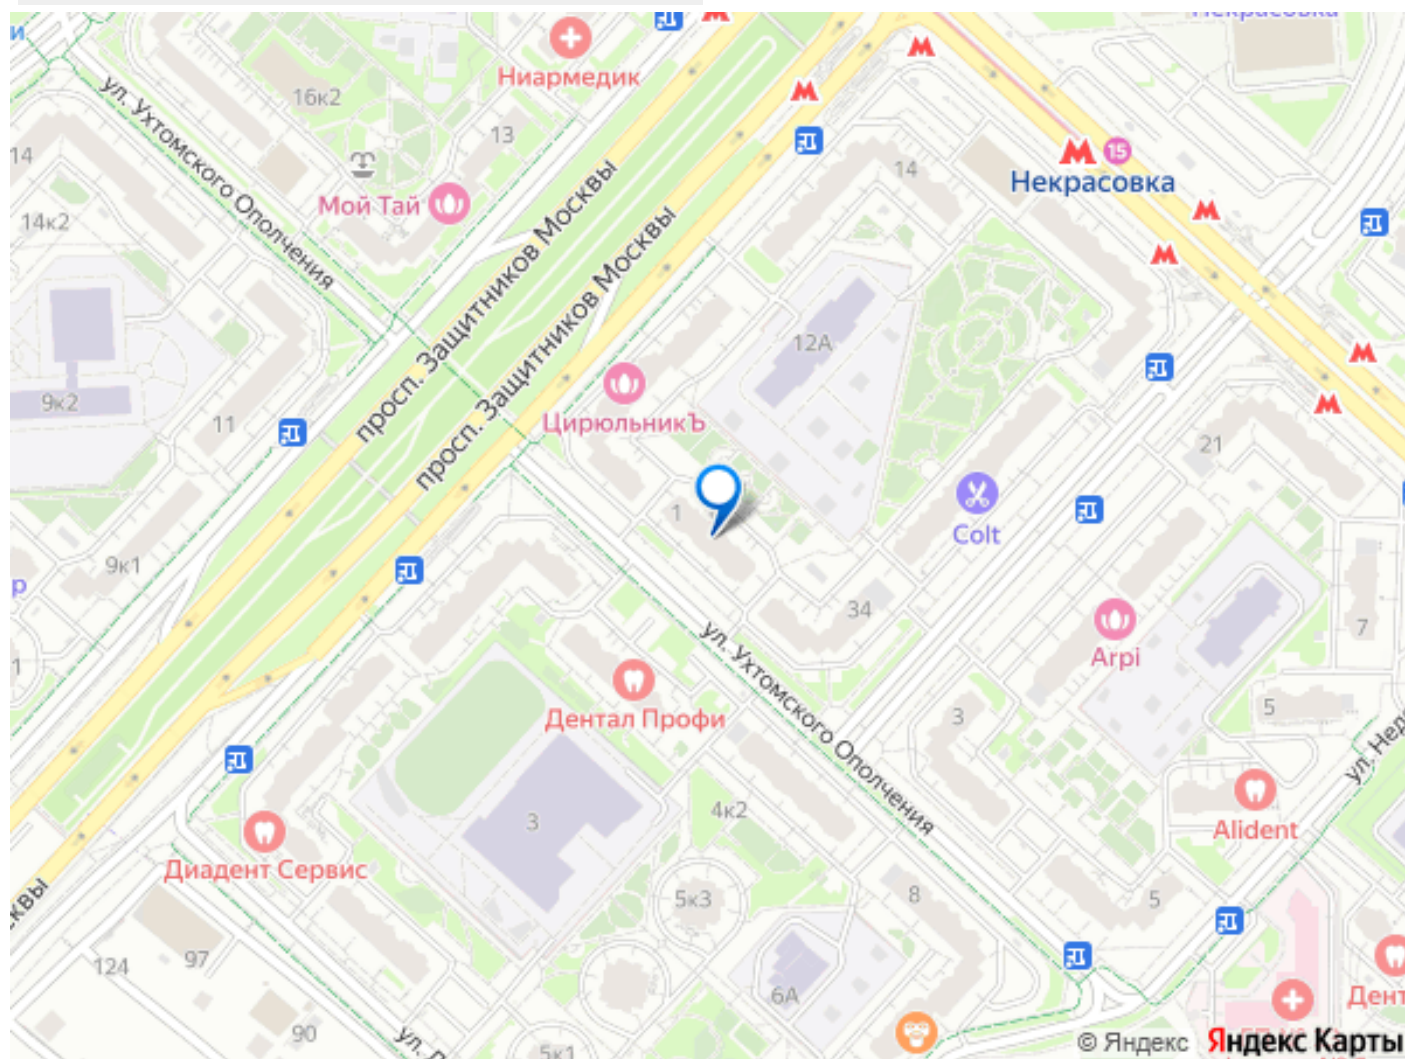 Некрасовка
и
Ниармедик
16к2
13
ул. Ухтомского Ополчения
14
14к2
Мой Тай
14
15
Некрасовка
просп. Защитников Москвы
просп. Защитников Москвы
12А
9к2
11
ЦирюльникЪ
21
1
Colt
9к1
р
34
7
Arpi
1
ул. Ухтомского Ополчения
Дентал Профи
3
5
4к2
3
Alident
Диадент Сервис
5к3
8
5
124
97
6А
90
5к1
© Яндекс
Яндекс Карты